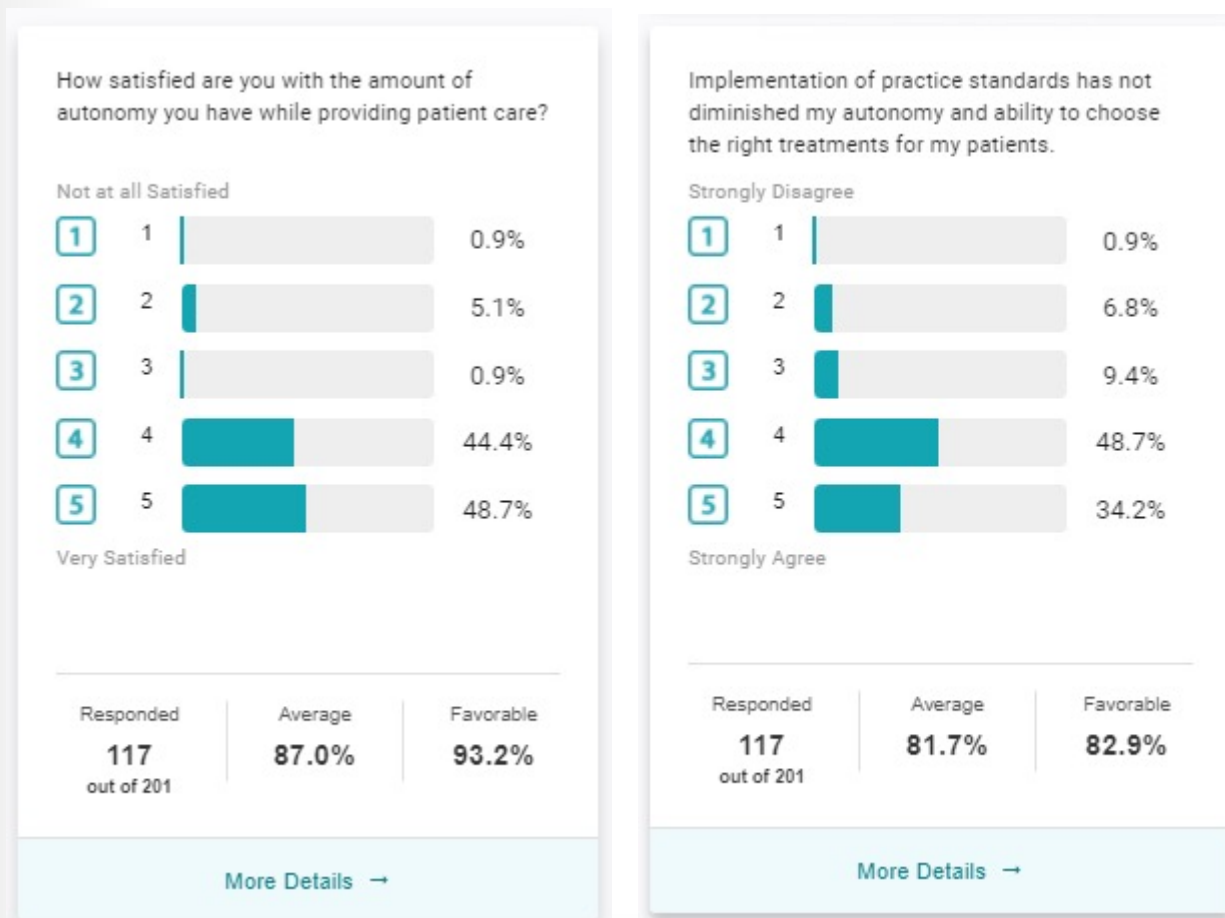 How satisfied are you with the amount of
autonomy you have while providing patient care?
Not at all Satisfied
1 1 0.9%
2 2 5.1%
3 3 0.9%
4 4 44.4%
5 5 48.7%
Very Satisfied
Responded Average Favorable
117 87.0% 93.2%
out of 201
More Details →
Implementation of practice standards has not
diminished my autonomy and ability to choose
the right treatments for my patients.
Strongly Disagree
1 1 0.9%
2 2 6.8%
3 3 9.4%
4 4 48.7%
5 5 34.2%
Strongly Agree
Responded Average Favorable
117 81.7% 82.9%
out of 201
More Details →